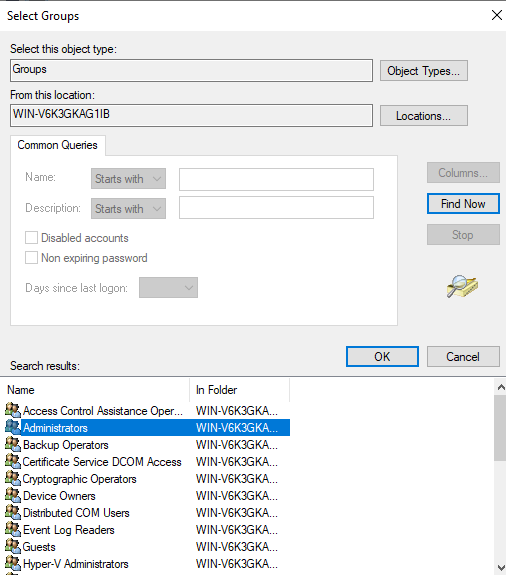 Select Groups
Select this object type:
Groups
Object Types...
From this location:
WIN-V6K3GKAG1IB
Locations...
Common Queries
Name:
Starts with
Columns...
Description:
Starts with
Find Now
Disabled accounts
Stop
Non expiring password
Days since last logon:
OK
Cancel
Search results:
Name In Folder
Access Control Assistance Oper... WIN-V6K3GKA...
Administrators WIN-V6K3GKA...
Backup Operators WIN-V6K3GKA...
Certificate Service DCOM Access WIN-V6K3GKA...
Cryptographic Operators WIN-V6K3GKA...
Device Owners WIN-V6K3GKA...
Distributed COM Users WIN-V6K3GKA...
Event Log Readers WIN-V6K3GKA...
Guests WIN-V6K3GKA...
Hyper-V Administrators WIN-V6K3GKA...